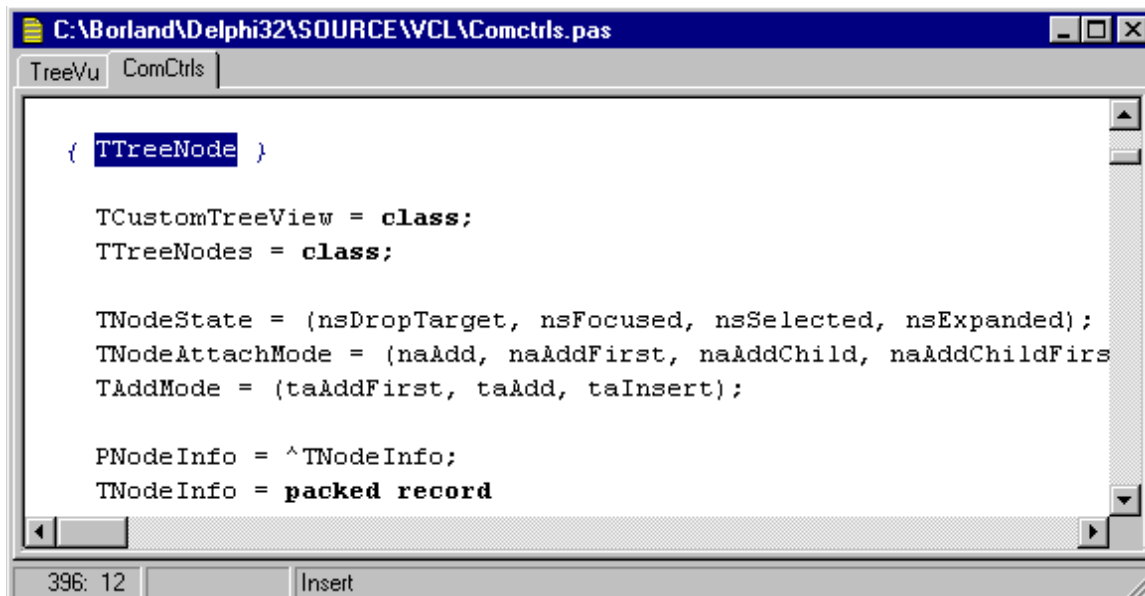 C:\Borland\Delphi32\SOURCE\VCL\Comctrls.pas
TreeVu ComCtrls
{ TTreeNode }
TCustomTreeView = class;
TTreeNodes = class;
TNodeState = (nsDropTarget, nsFocused, nsSelected, nsExpanded);
TNodeAttachMode = (naAdd, naAddFirst, naAddChild, naAddChildFirs
TAddMode = (taAddFirst, taAdd, taInsert);
PNodeInfo = ^TNodeInfo;
TNodeInfo = packed record
396: 12 Insert